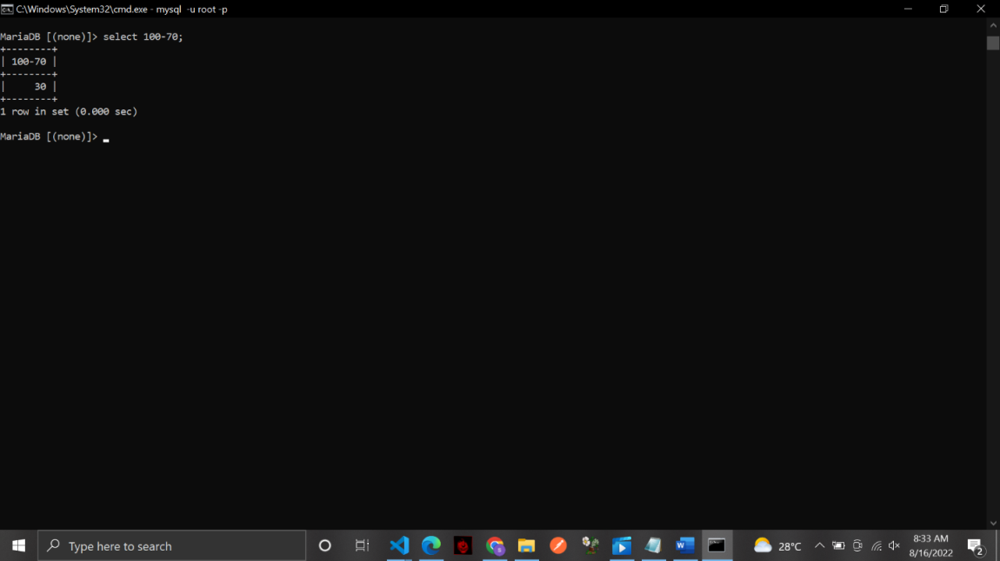 C:\Windows\System32\cmd.exe - mysql  -u root -p
MariaDB [(none)]> select 100-70;
+--------+
| 100-70 |
+--------+
|     30 |
+--------+
1 row in set (0.000 sec)
MariaDB [(none)]>
Type here to search
28°C
8:33 AM
8/16/2022
2